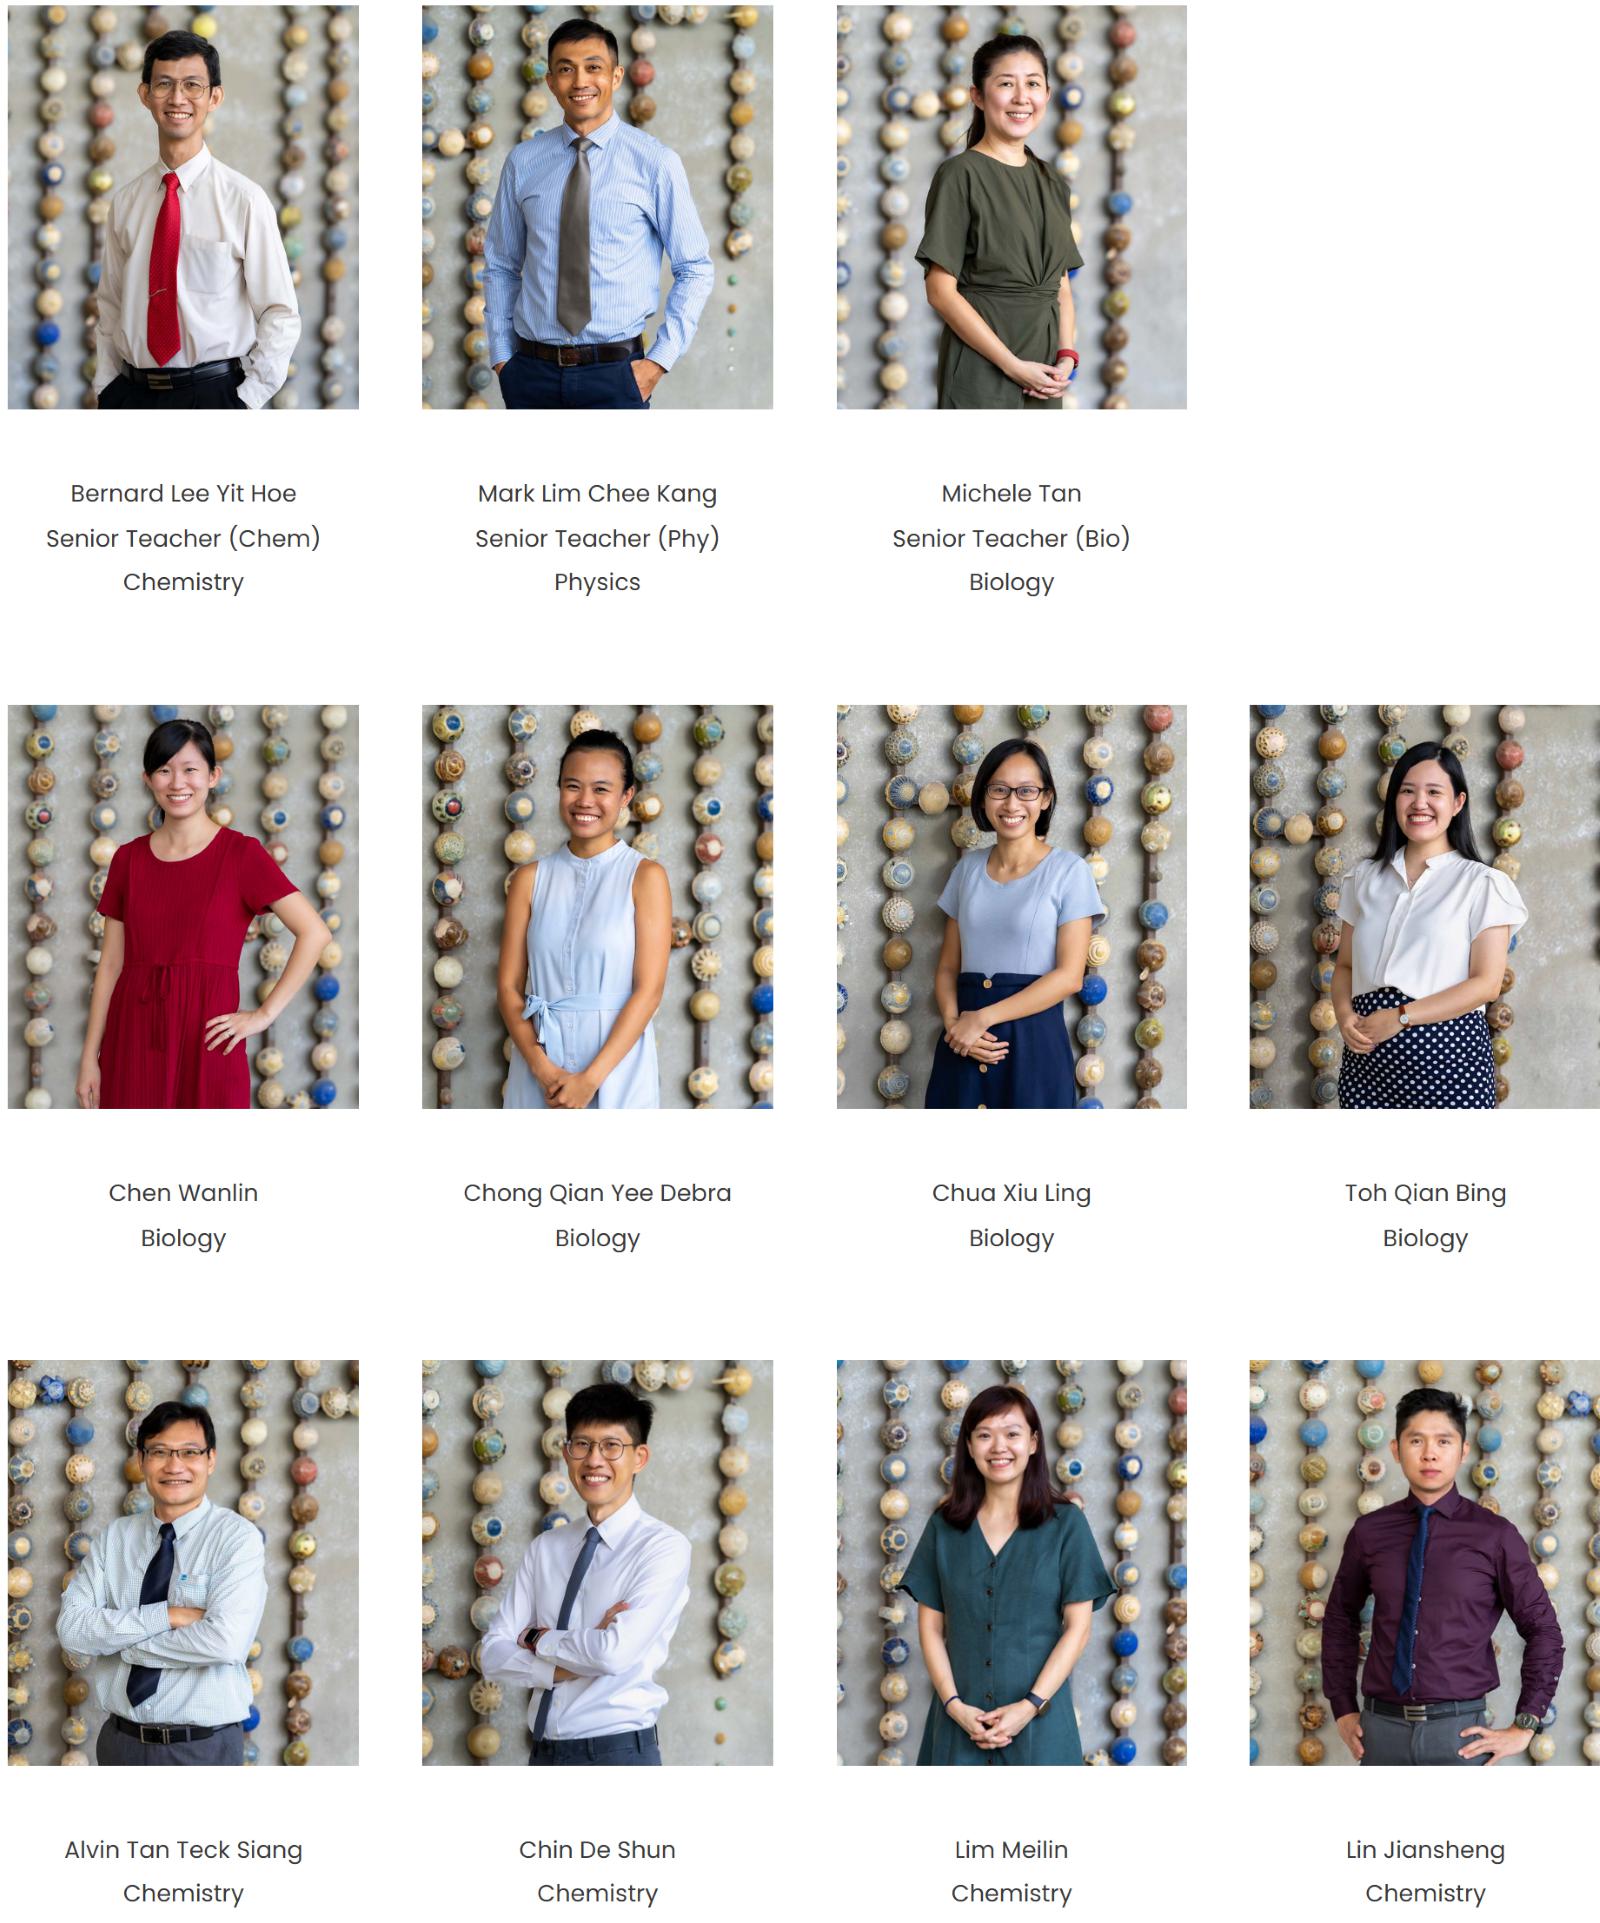 Bernard Lee Yit Hoe
Senior Teacher (Chem)
Chemistry
Mark Lim Chee Kang
Senior Teacher (Phy)
Physics
Michele Tan
Senior Teacher (Bio)
Biology
Chen Wanlin
Biology
Chong Qian Yee Debra
Biology
Chua Xiu Ling
Biology
Toh Qian Bing
Biology
Alvin Tan Teck Siang
Chemistry
Chin De Shun
Chemistry
Lim Meilin
Chemistry
Lin Jiansheng
Chemistry